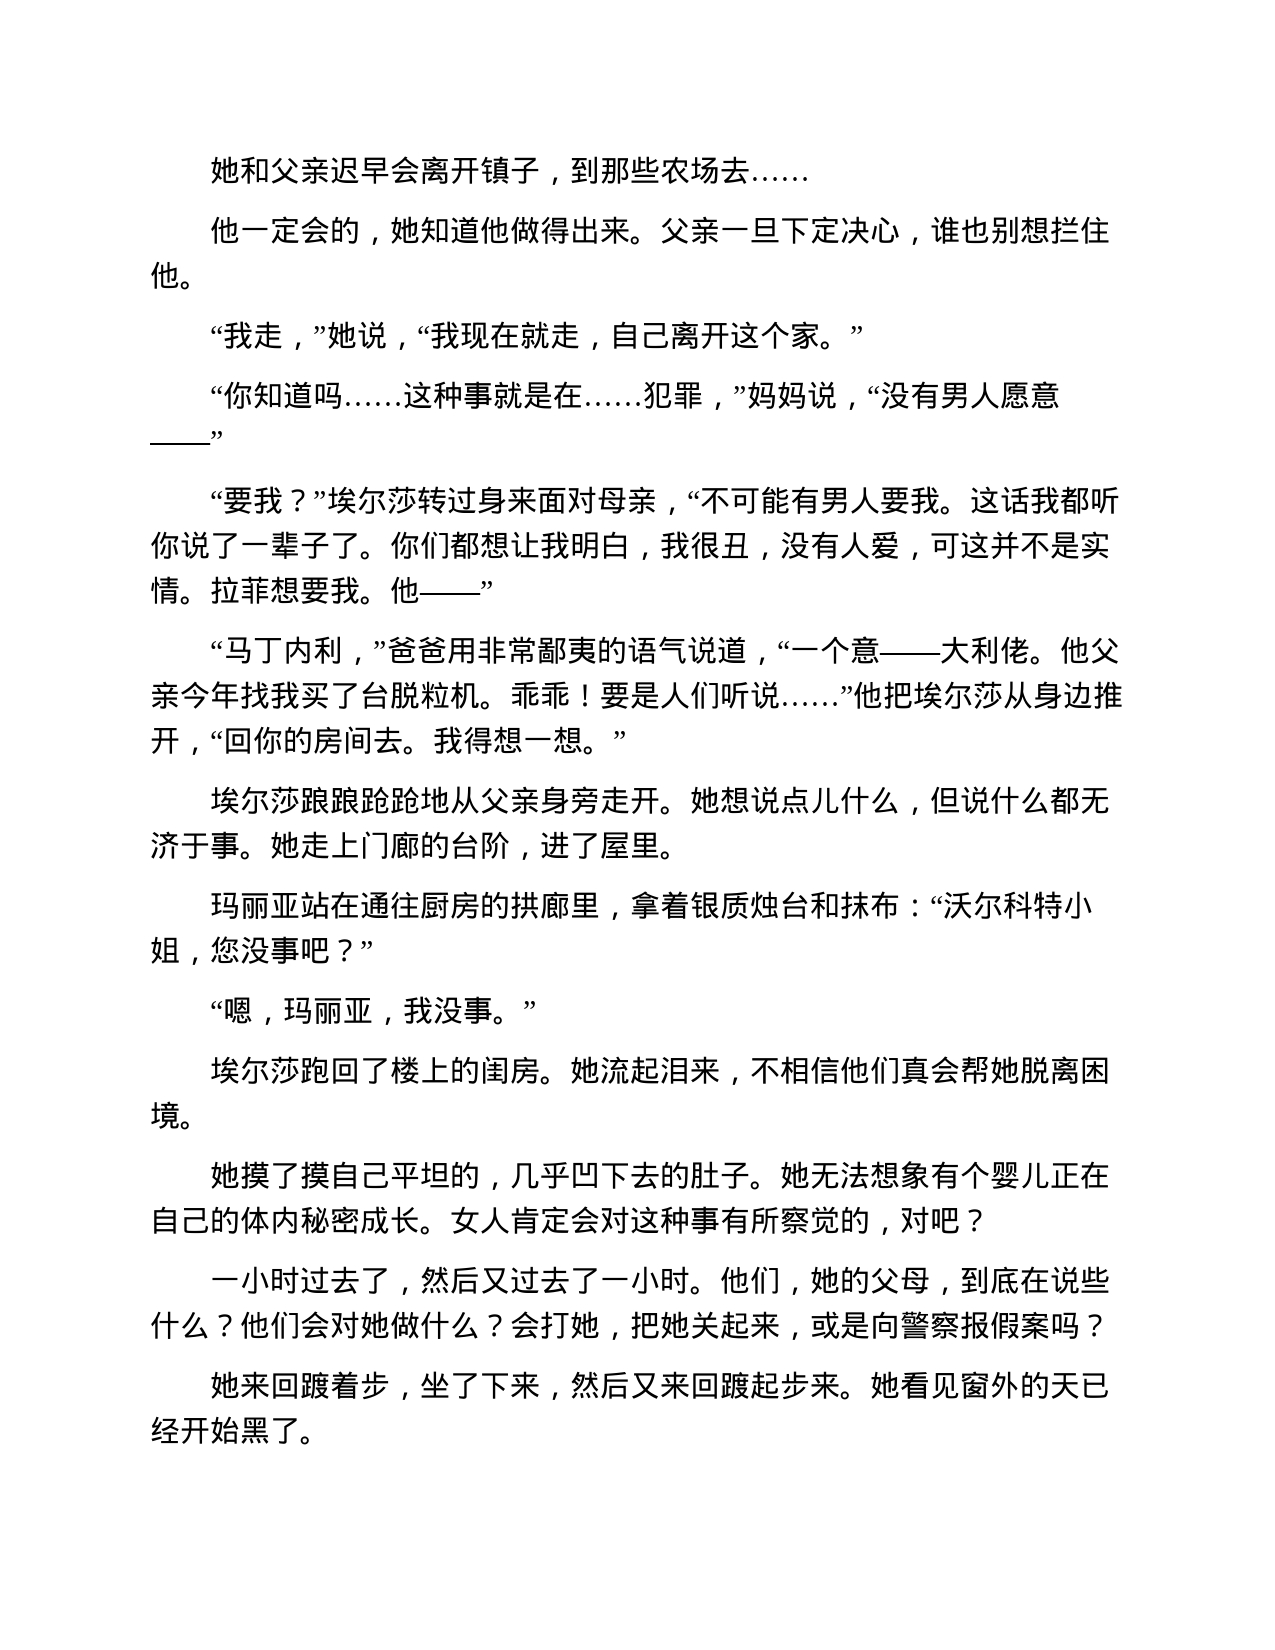 她和父亲迟早会离开镇子，到那些农场去……
他一定会的，她知道他做得出来。父亲一旦下定决心，谁也别想拦住
他。
“我走，”她说，“我现在就走，自己离开这个家。”
“你知道吗……这种事就是在……犯罪，”妈妈说，“没有男人愿意
——”
“要我？”埃尔莎转过身来面对母亲，“不可能有男人要我。这话我都听
你说了一辈子了。你们都想让我明白，我很丑，没有人爱，可这并不是实
情。拉菲想要我。他——”
“马丁内利，”爸爸用非常鄙夷的语气说道，“一个意——大利佬。他父
亲今年找我买了台脱粒机。乖乖！要是人们听说……”他把埃尔莎从身边推
开，“回你的房间去。我得想一想。”
埃尔莎踉踉跄跄地从父亲身旁走开。她想说点儿什么，但说什么都无
济于事。她走上门廊的台阶，进了屋里。
玛丽亚站在通往厨房的拱廊里，拿着银质烛台和抹布：“沃尔科特小
姐，您没事吧？”
“嗯，玛丽亚，我没事。”
埃尔莎跑回了楼上的闺房。她流起泪来，不相信他们真会帮她脱离困
境。
她摸了摸自己平坦的，几乎凹下去的肚子。她无法想象有个婴儿正在
自己的体内秘密成长。女人肯定会对这种事有所察觉的，对吧？
一小时过去了，然后又过去了一小时。他们，她的父母，到底在说些
什么？他们会对她做什么？会打她，把她关起来，或是向警察报假案吗？
她来回踱着步，坐了下来，然后又来回踱起步来。她看见窗外的天已
经开始黑了。